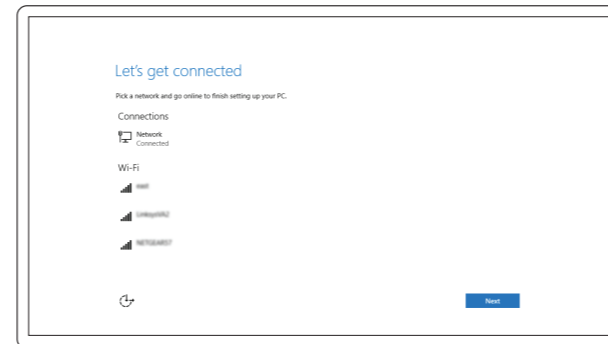 Let's get connected
Pick a network and go online to finish setting up your PC.
Connections
Network
Connected
Wi-Fi
Next